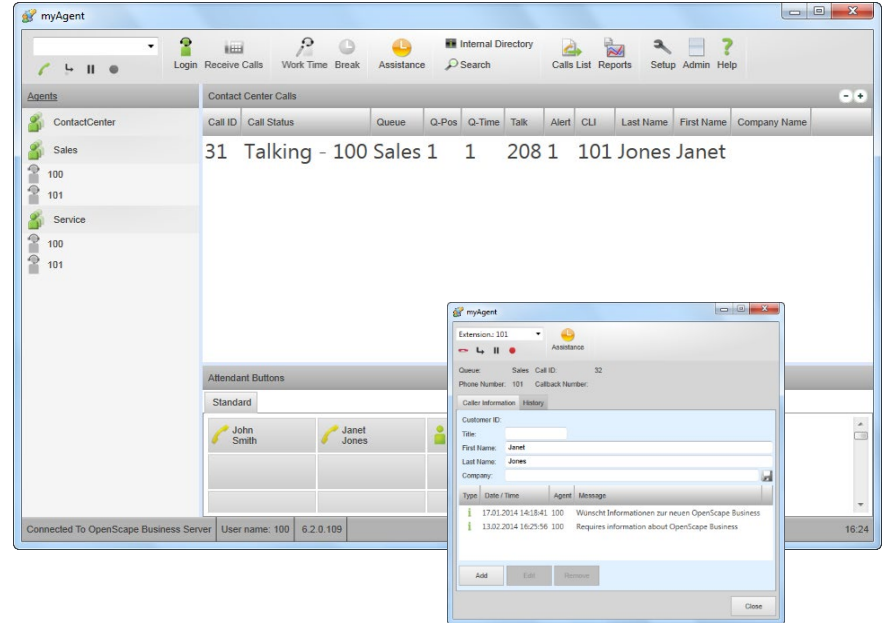 myAgent
Login Receive Calls Work Time Break Assistance Internal Directory Search Calls List Reports Setup Admin Help
Agents
ContactCenter
Sales
100
101
Service
100
101
Contact Center Calls
Call ID Call Status Queue Q-Pos Q-Time Talk Alert CLI Last Name First Name Company Name
31 Talking - 100 Sales 1 1 208 1 101 Jones Janet
Attendant Buttons
Standard
John Smith
Janet Jones
Connected To OpenScape Business Server User name: 100 6.2.0.109 16:24
myAgent
Extension.: 101
Assistance
Queue: Sales Call ID: 32
Phone Number: 101 Callback Number:
Caller Information History
Customer ID:
Title:
First Name: Janet
Last Name: Jones
Company:
Type Date / Time Agent Message
17.01.2014 14:18:41 100 Wünscht Informationen zur neuen OpenScape Business
13.02.2014 16:25:56 100 Requires information about OpenScape Business
Add Edit Remove
Close